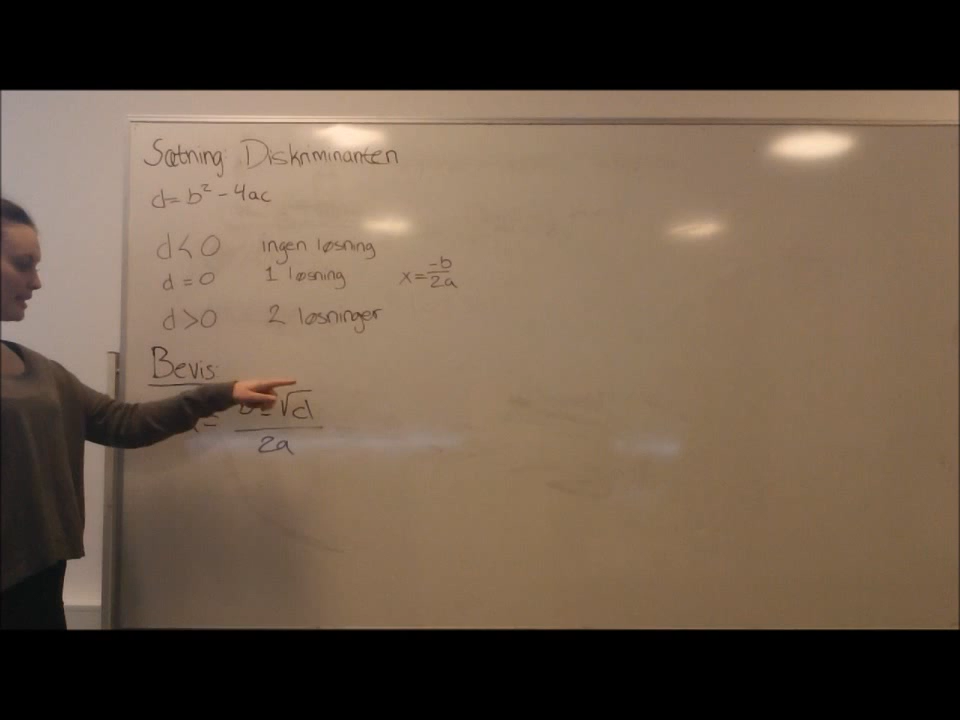 Sætning: Diskriminanten
d = b² - 4ac
d < 0 ingen løsning
d = 0 1 løsning x = -b/2a
d > 0 2 løsninger
Bevis:
= √d
2a